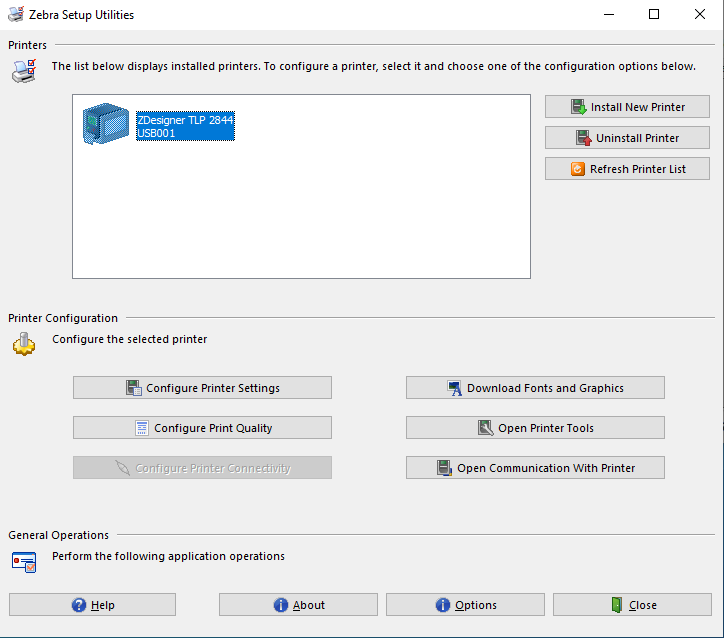 Zebra Setup Utilities
Printers
The list below displays installed printers. To configure a printer, select it and choose one of the configuration options below.
ZDesigner TLP 2844
USB001
Install New Printer
Uninstall Printer
Refresh Printer List
Printer Configuration
Configure the selected printer
Configure Printer Settings
Download Fonts and Graphics
Configure Print Quality
Open Printer Tools
Configure Printer Connectivity
Open Communication With Printer
General Operations
Perform the following application operations
Help
About
Options
Close